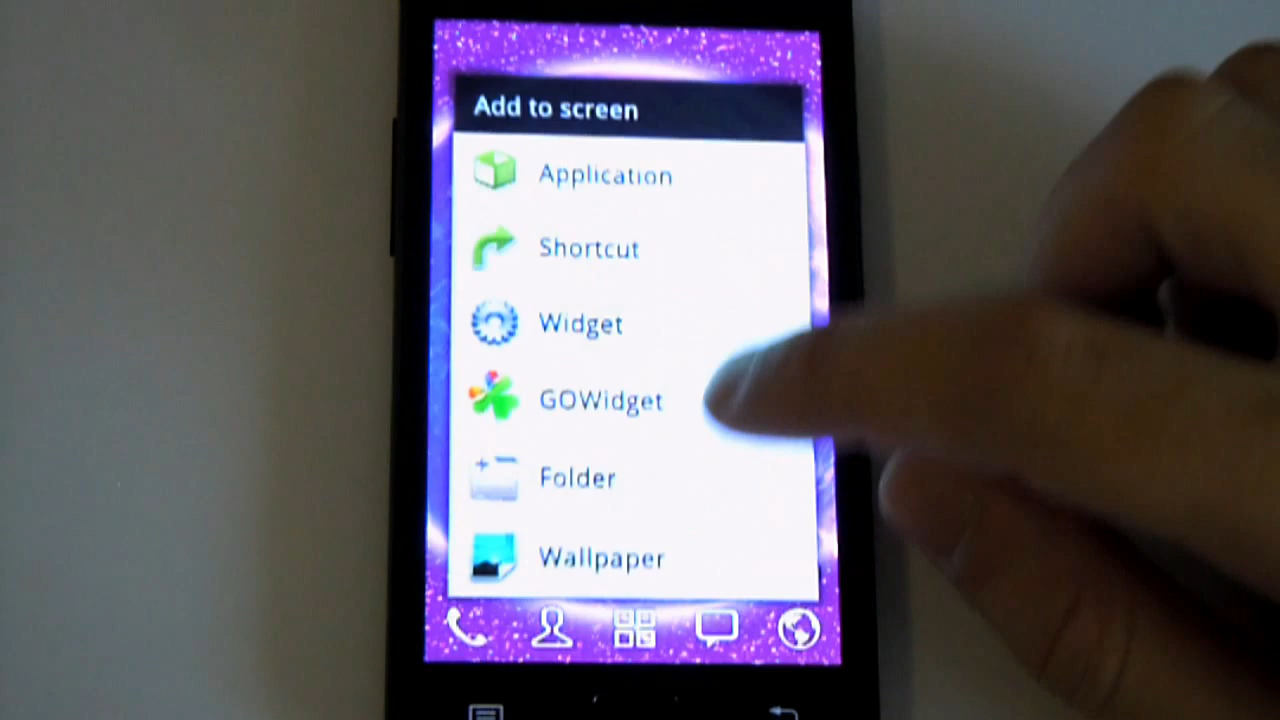 Add to screen
Application
Shortcut
Widget
GOWidget
Folder
Wallpaper